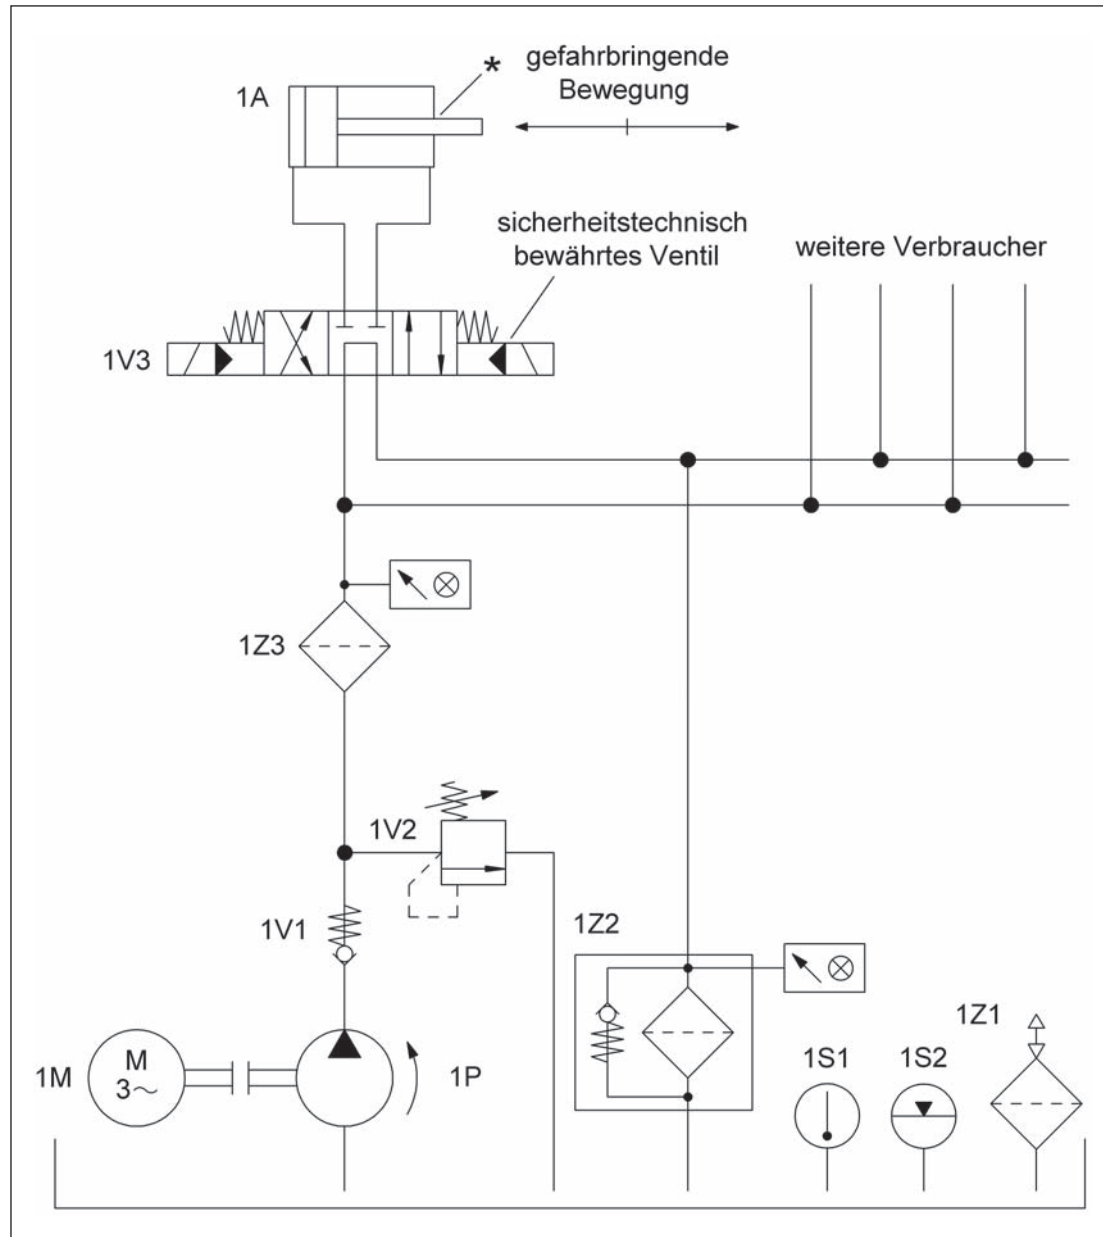 1A
*
gefahrbringende
Bewegung
sicherheitstechnisch
bewährtes Ventil
weitere Verbraucher
1V3
1Z3
1V2
1V1
1Z2
1Z1
1S1
1S2
1M
M
3~
1P